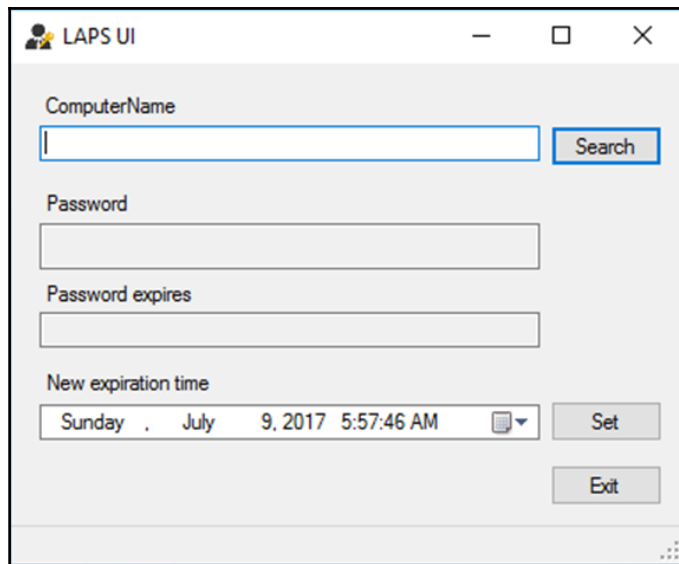 LAPS UI
ComputerName
Search
Password
Password expires
New expiration time
Sunday , July 9, 2017 5:57:46 AM
Set
Exit